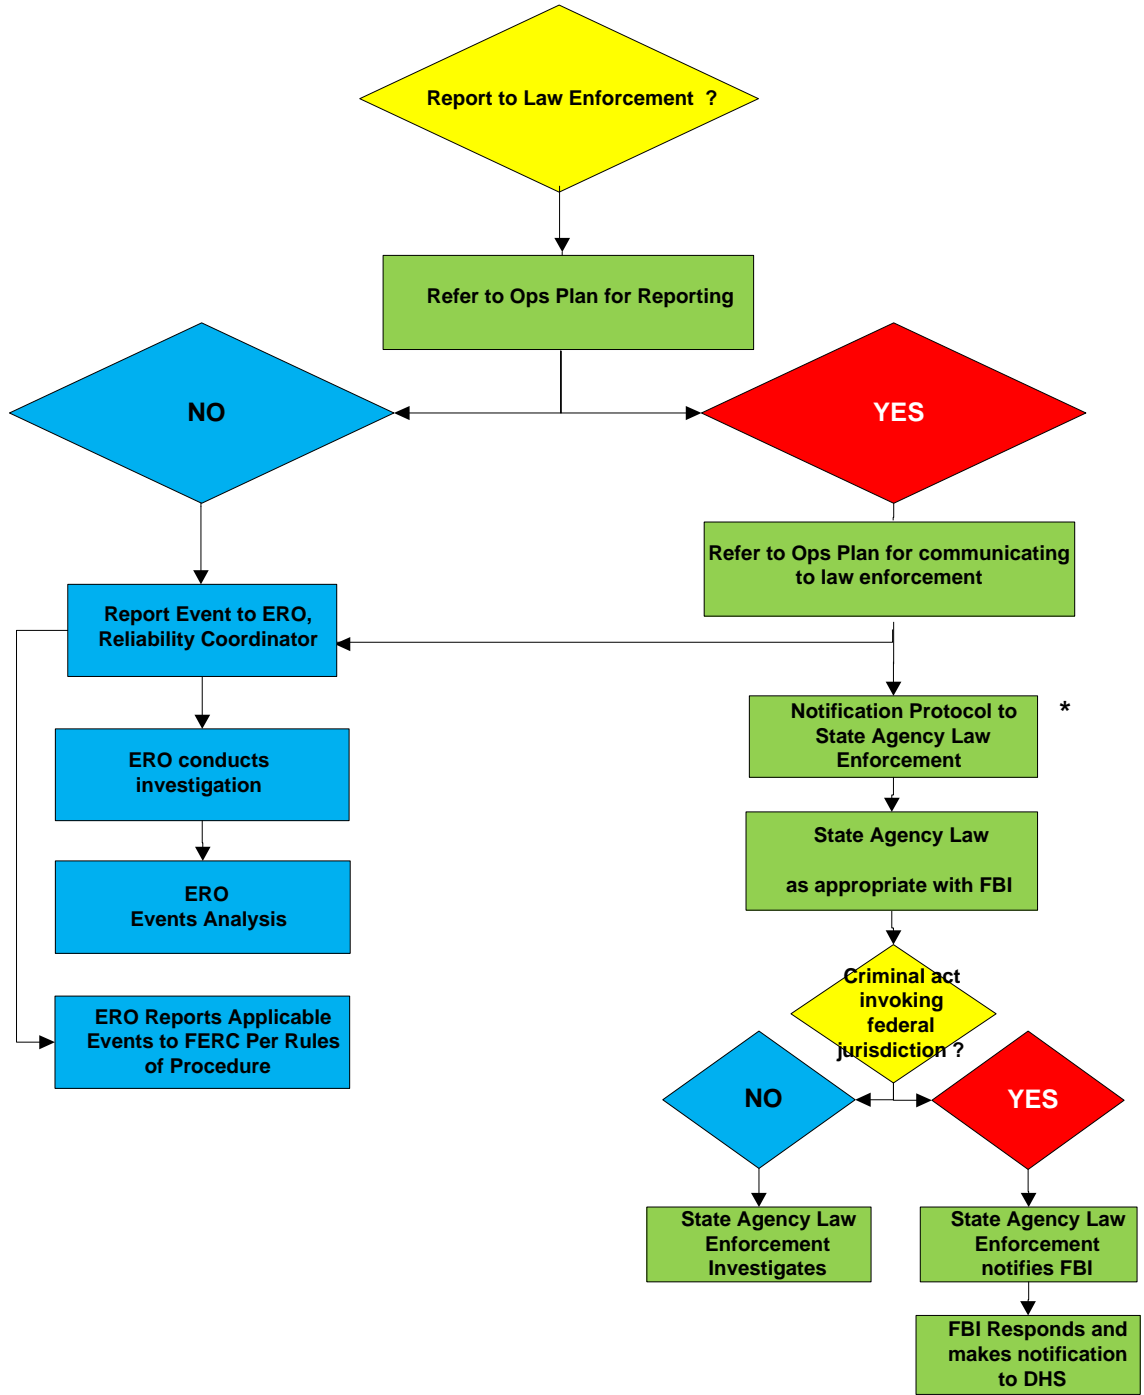 Report to Law Enforcement ?
Refer to Ops Plan for Reporting
NO
YES
Refer to Ops Plan for communicating
to law enforcement
Report Event to ERO,
Reliability Coordinator
Notification Protocol to
State Agency Law
Enforcement
*
ERO conducts
investigation
State Agency Law
as appropriate with FBI
ERO
Events Analysis
Criminal act
invoking
federal
jurisdiction ?
ERO Reports Applicable
Events to FERC Per Rules
of Procedure
NO
YES
State Agency Law
Enforcement
Investigates
State Agency Law
Enforcement
notifies FBI
FBI Responds and
makes notification
to DHS